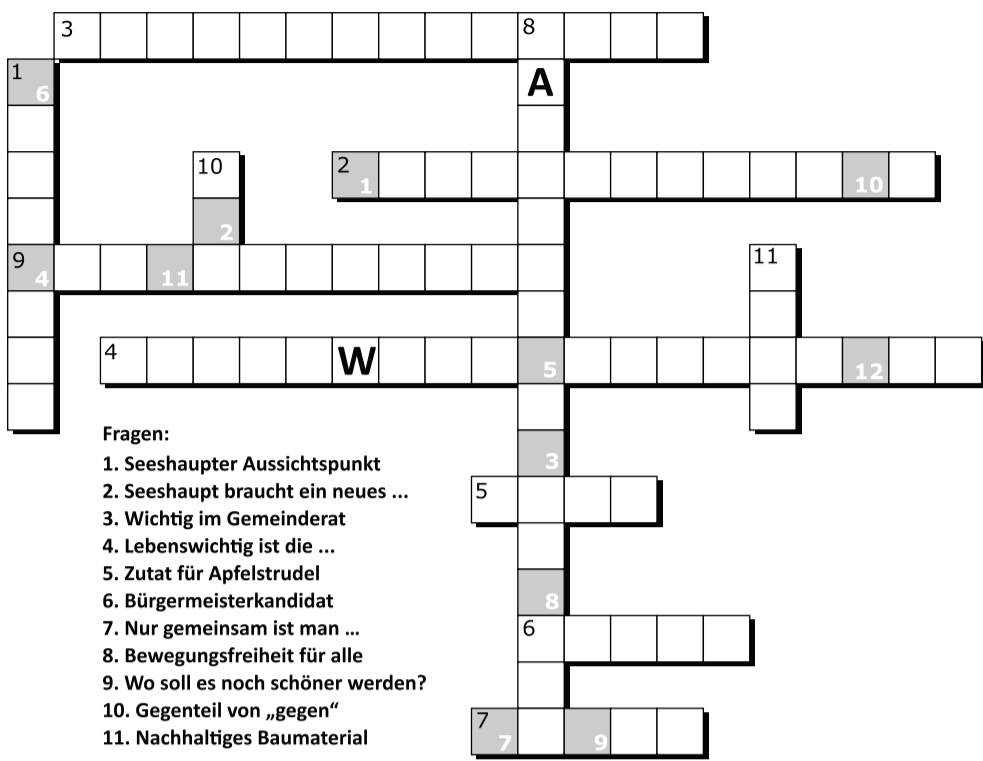 3 8
1 6 A
10 2 1 10
2
9 4 11 11
4 W 5 12
3
5
8
6
7 7 9
Fragen:
1. Seeshaupter Aussichtspunkt
2. Seeshaupt braucht ein neues ...
3. Wichtig im Gemeinderat
4. Lebenswichtig ist die ...
5. Zutat für Apfelstrudel
6. Bürgermeisterkandidat
7. Nur gemeinsam ist man ...
8. Bewegungsfreiheit für alle
9. Wo soll es noch schöner werden?
10. Gegenteil von „gegen“
11. Nachhaltiges Baumaterial